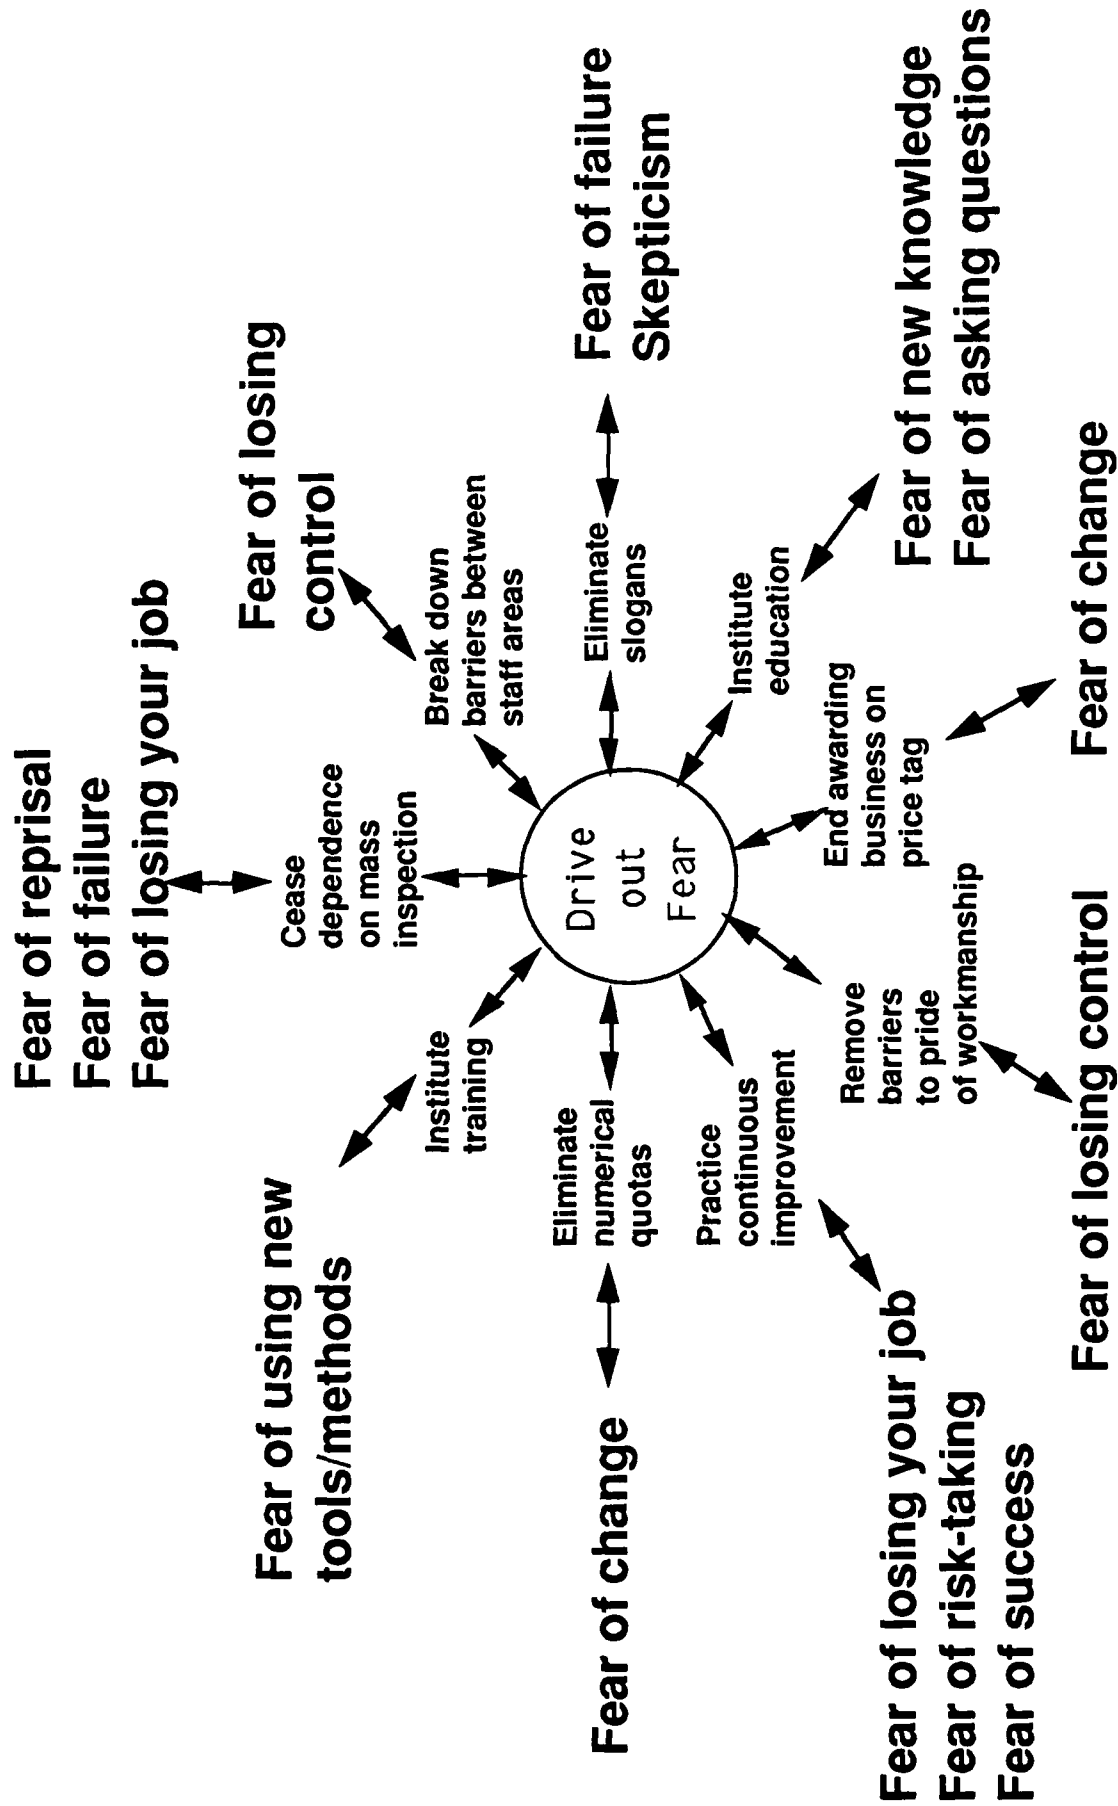 Fear of reprisal
Fear of failure
Fear of losing your job
Fear of using new
tools/methods
Fear of losing
control
Cease
dependence
on mass
inspection
Institute
training
Break down
barriers between
staff areas
Fear of change
Eliminate
numerical
quotas
Drive
out
Fear
Eliminate
slogans
Fear of failure
Skepticism
Practice
continuous
improvement
Institute
education
Remove
barriers
to pride
of workmanship
End awarding
business on
price tag
Fear of losing your job
Fear of risk-taking
Fear of success
Fear of new knowledge
Fear of asking questions
Fear of losing control
Fear of change